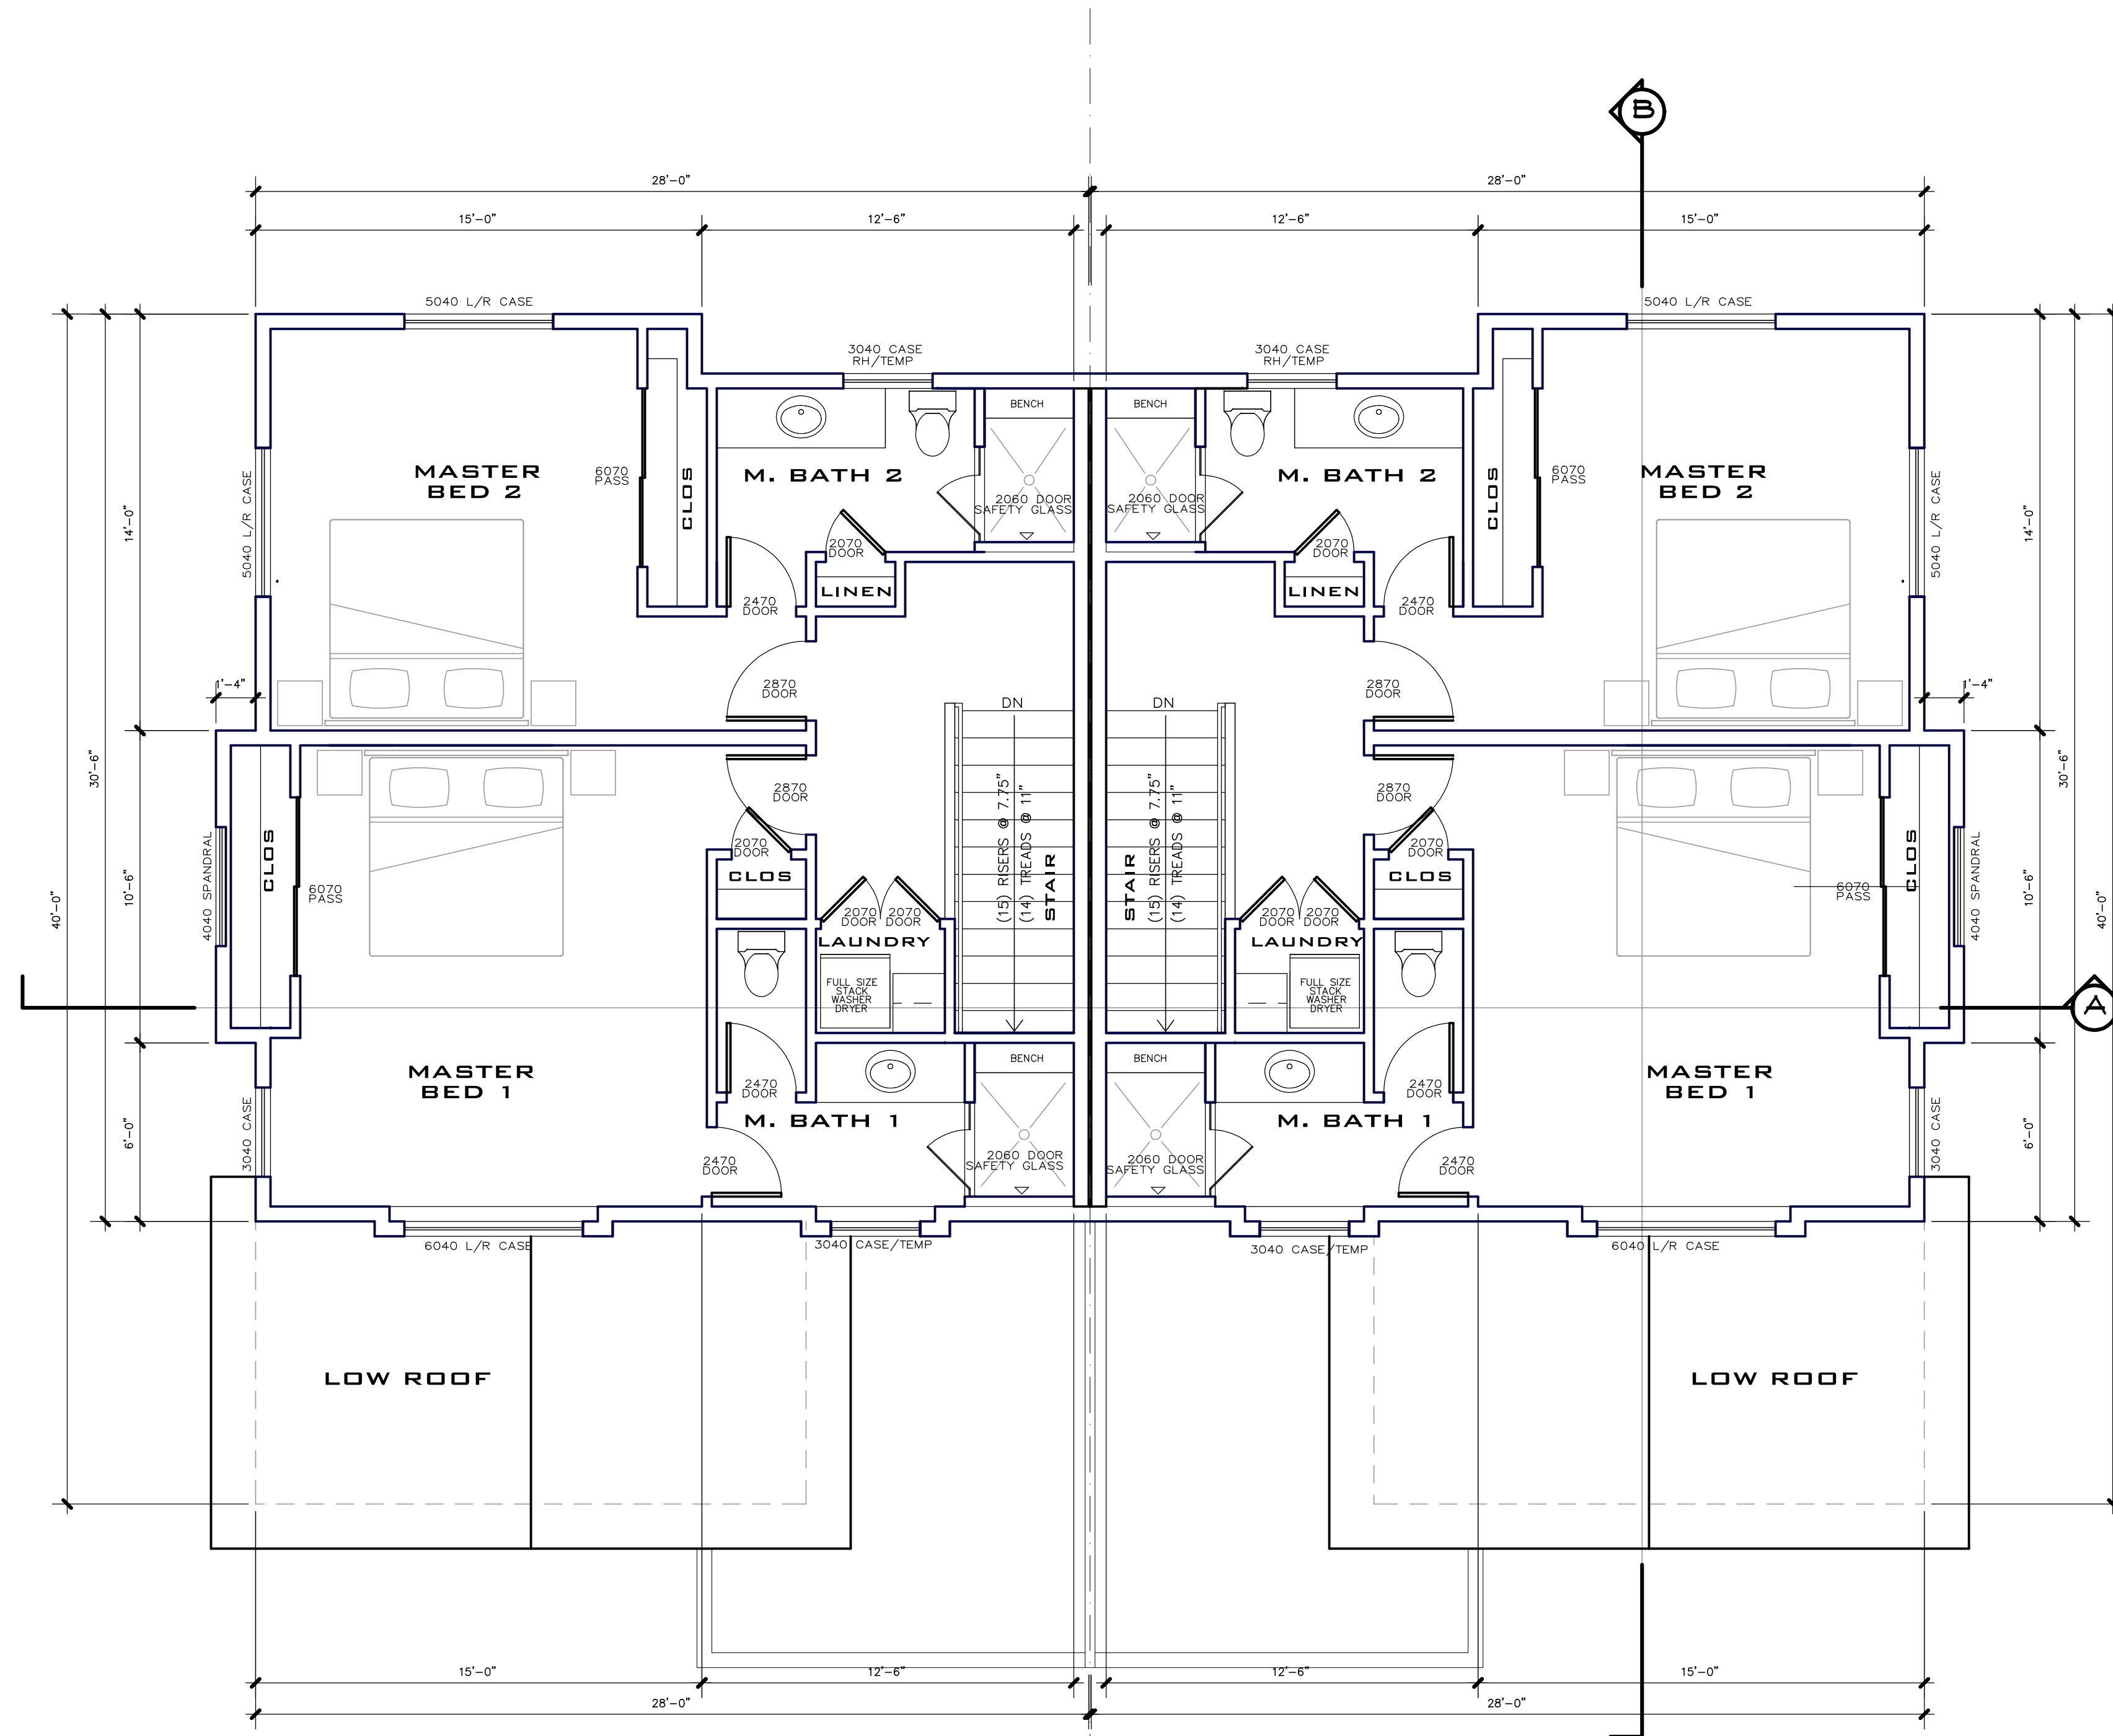 B
28'-0"
28'-0"
15'-0"
12'-6"
12'-6"
15'-0"
5040 L/R CASE
5040 L/R CASE
3040 CASE
RH/TEMP
3040 CASE
RH/TEMP
BENCH
BENCH
MASTER
BED 2
6070
PASS
CLOS
M. BATH 2
M. BATH 2
CLOS
6070
PASS
MASTER
BED 2
5040 L/R CASE
5040 L/R CASE
2060 DOOR
SAFETY GLASS
2060 DOOR
SAFETY GLASS
14'-0"
14'-0"
2070
DOOR
2070
DOOR
LINEN
LINEN
2470
DOOR
2470
DOOR
1'-4"
2870
DOOR
2870
DOOR
1'-4"
DN
DN
30'-6"
30'-6"
2870
DOOR
2870
DOOR
(15) RISERS @ 7.75"
(14) TREADS @ 11"
STAIR
STAIR
(15) RISERS @ 7.75"
(14) TREADS @ 11"
2070
DOOR
2070
DOOR
CLOS
CLOS
CLOS
CLOS
4040 SPANDRAL
4040 SPANDRAL
6070
PASS
6070
PASS
40'-0"
10'-6"
10'-6"
40'-0"
2070
DOOR
2070
DOOR
2070
DOOR
2070
DOOR
LAUNDRY
LAUNDRY
FULL SIZE
STACK
WASHER
DRYER
FULL SIZE
STACK
WASHER
DRYER
A
BENCH
BENCH
MASTER
BED 1
MASTER
BED 1
2470
DOOR
2470
DOOR
M. BATH 1
M. BATH 1
3040 CASE
3040 CASE
6'-0"
6'-0"
2470
DOOR
2060 DOOR
SAFETY GLASS
2060 DOOR
SAFETY GLASS
2470
DOOR
6040 L/R CASE
3040 CASE/TEMP
3040 CASE/TEMP
6040 L/R CASE
LOW ROOF
LOW ROOF
15'-0"
12'-6"
12'-6"
15'-0"
28'-0"
28'-0"